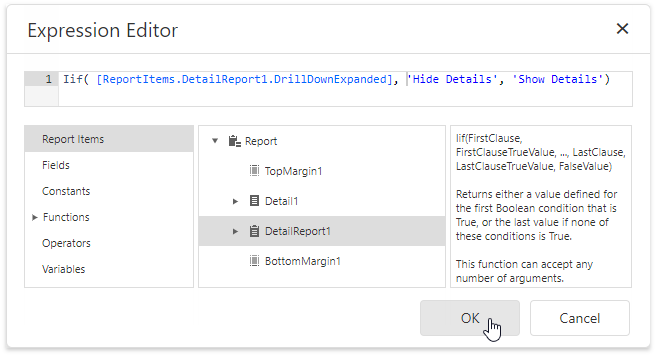 Expression Editor
1 Iif( [ReportItems.DetailReport1.DrillDownExpanded], 'Hide Details', 'Show Details')
Report Items
Fields
Constants
Functions
Operators
Variables
Report
TopMargin1
Detail1
DetailReport1
BottomMargin1
Iif(FirstClause,
FirstClauseTrueValue, ..., LastClause,
LastClauseTrueValue, FalseValue)
Returns either a value defined for
the first Boolean condition that is
True, or the last value if none of
these conditions is True.
This function can accept any
number of arguments.
OK
Cancel